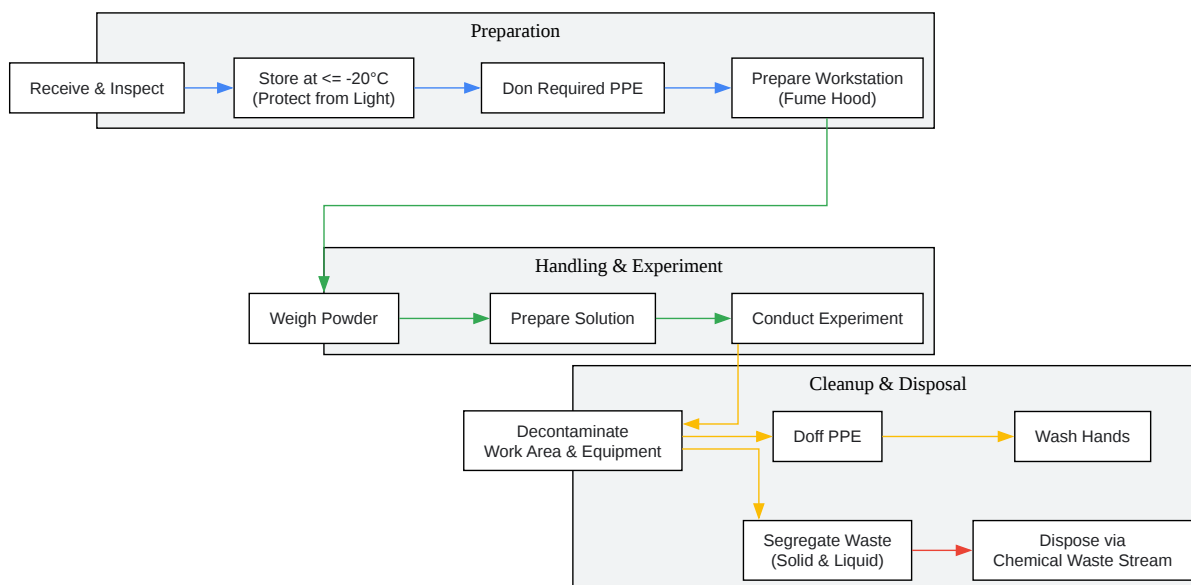 Preparation
Receive & Inspect
Store at <= -20°C
(Protect from Light)
Don Required PPE
Prepare Workstation
(Fume Hood)
Handling & Experiment
Weigh Powder
Prepare Solution
Conduct Experiment
Cleanup & Disposal
Decontaminate
Work Area & Equipment
Doff PPE
Wash Hands
Segregate Waste
(Solid & Liquid)
Dispose via
Chemical Waste Stream